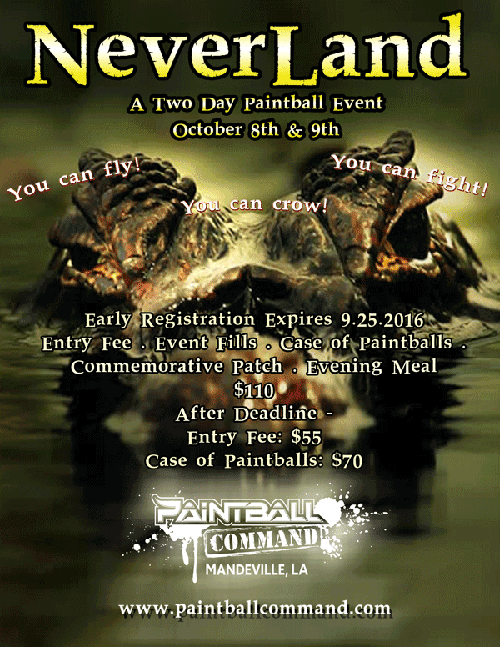 NeverLand
A Two Day Paintball Event
October 8th & 9th
You can fly!
You can fight!
You can crow!
Early Registration Expires 9.25.2016
Entry Fee . Event Fills . Case of Paintballs .
Commemorative Patch . Evening Meal
$110
After Deadline -
Entry Fee: $55
Case of Paintballs: $70
PAINTBALL
COMMAND
MANDEVILLE, LA
www.paintballcommand.com